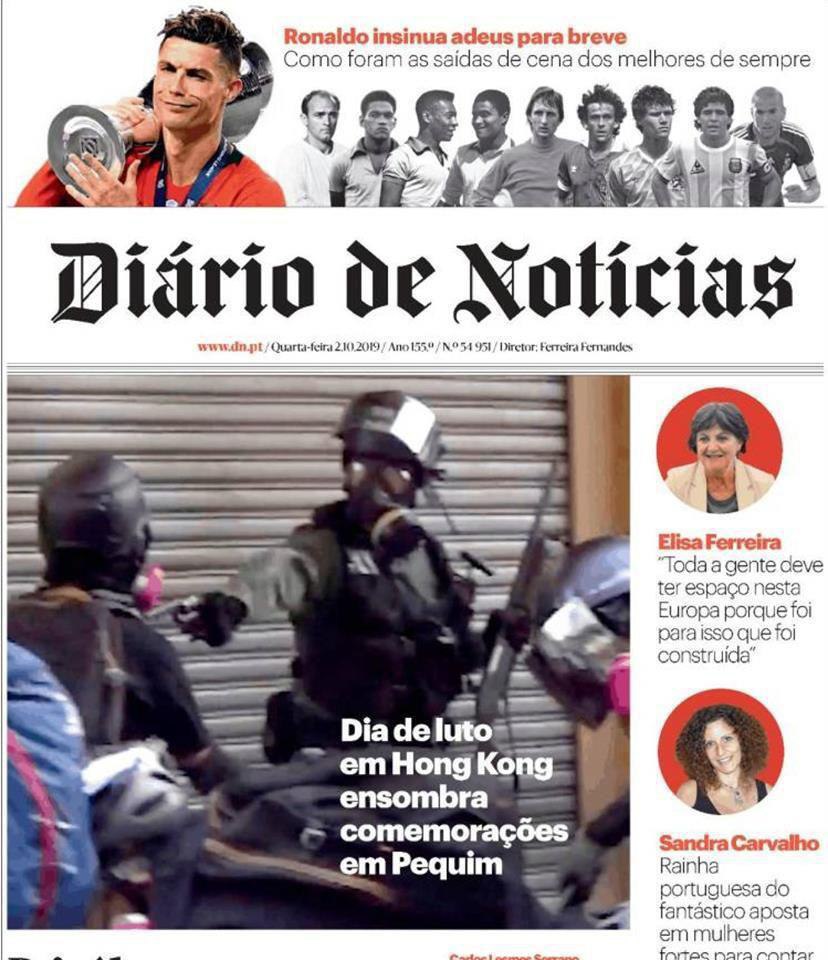 Ronaldo insinua adeus para breve
Como foram as saídas de cena dos melhores de sempre
Diário de Notícias
www.dn.pt / Quarta-feira 2.10.2019 / Ano 155.º / N.º 54 951 / Diretor: Ferreira Fernandes
Dia de luto
em Hong Kong
ensombra
comemorações
em Pequim
Elisa Ferreira
“Toda a gente deve
ter espaço nesta
Europa porque foi
para isso que foi
construída”
Sandra Carvalho
Rainha
portuguesa do
fantástico aposta
em mulheres
fortes para contar